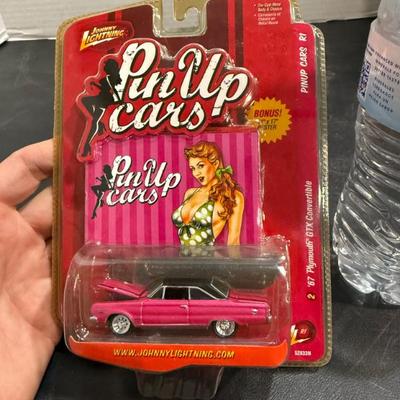 JOHNNY
LIGHTNING
Pin Up
cars
BONUS!
Pin Up
cars
PINUP CARS R1
2 '67 Plymouth GTX Convertible
R1
WWW.JOHNNYLIGHTNING.COM